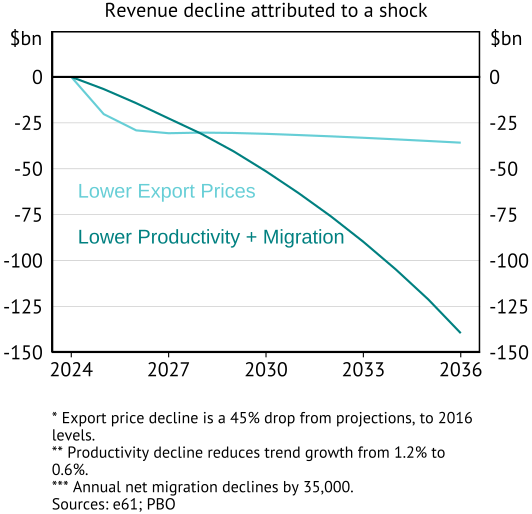 Revenue decline attributed to a shock
$bn $bn
0 0
-25 -25
-50 -50
Lower Export Prices
-75 -75
Lower Productivity + Migration
-100 -100
-125 -125
-150 -150
2024 2027 2030 2033 2036
* Export price decline is a 45% drop from projections, to 2016
levels.
** Productivity decline reduces trend growth from 1.2% to
0.6%.
*** Annual net migration declines by 35,000.
Sources: e61; PBO